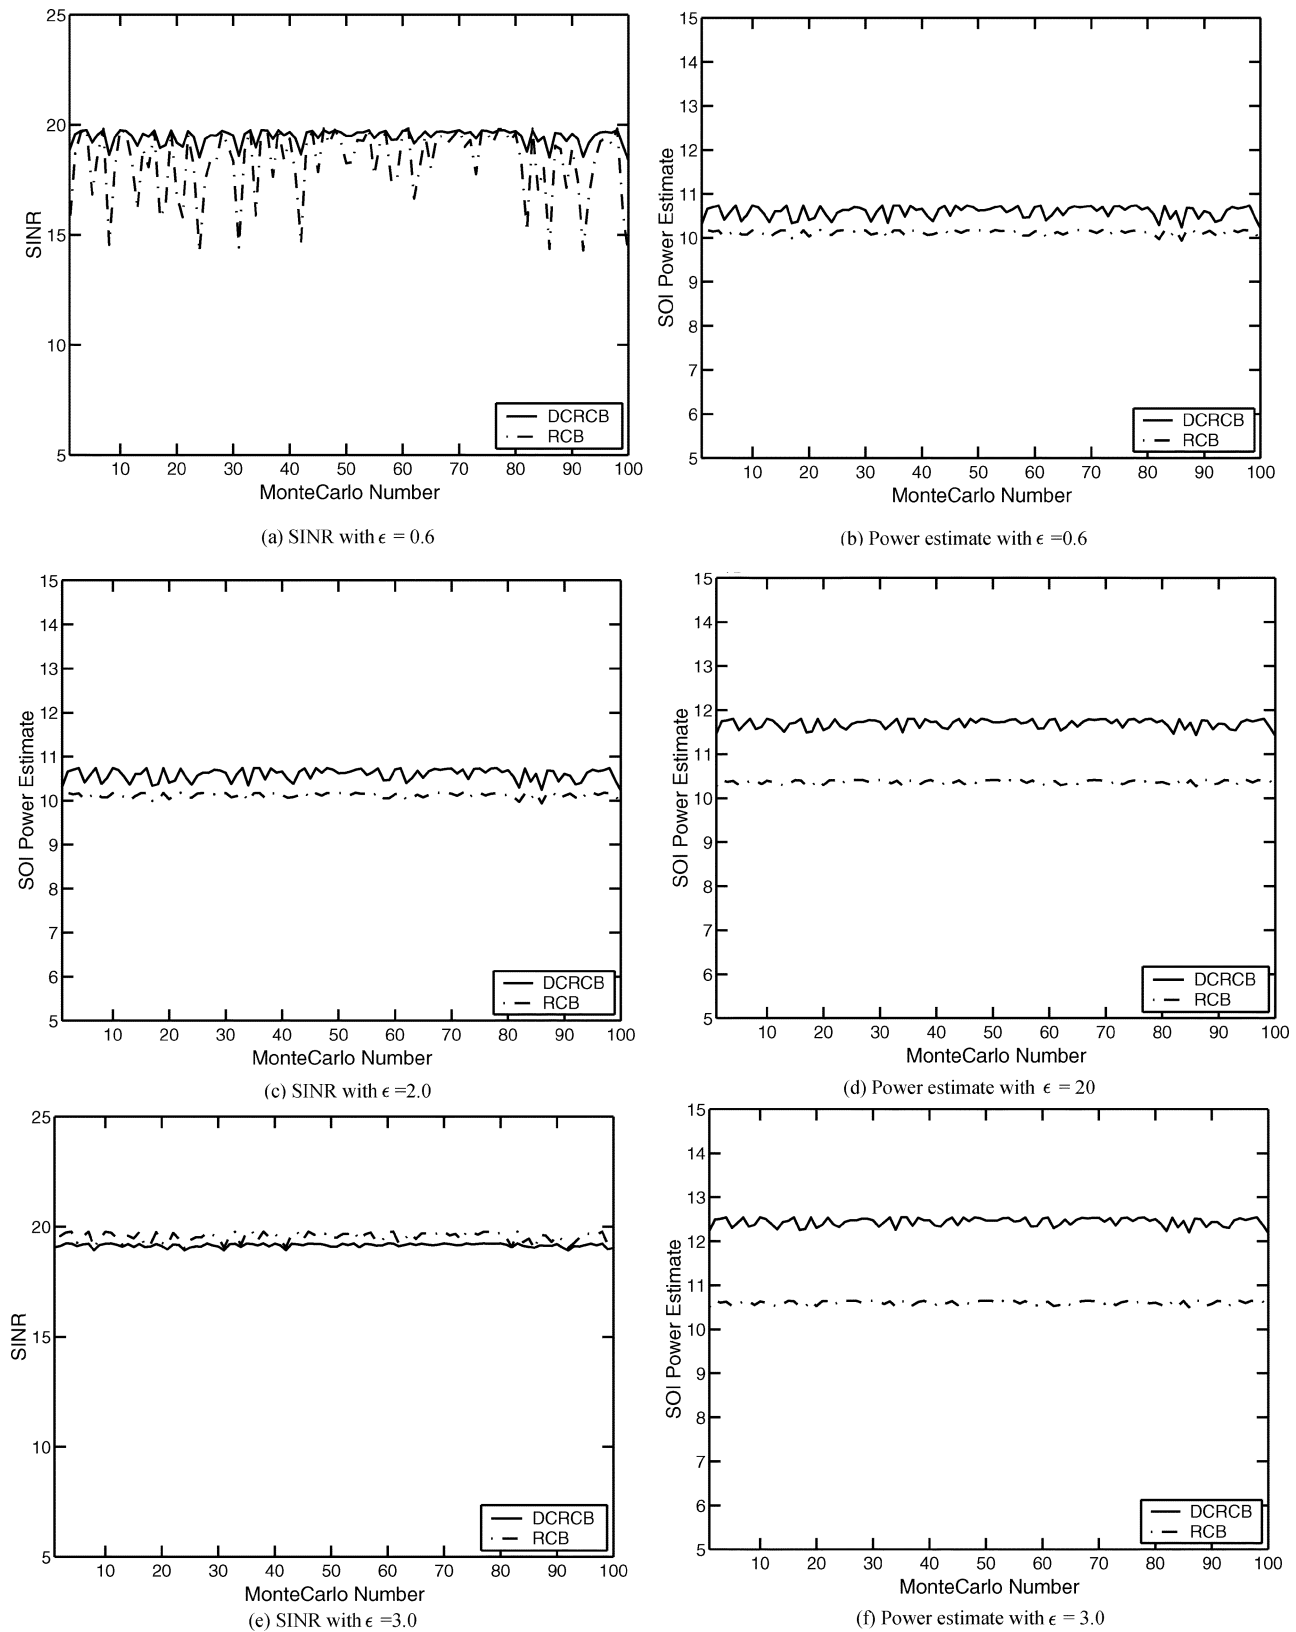 25
20
15
10
5
SINR
10 20 30 40 50 60 70 80 90 100
MonteCarlo Number
DCRCB
RCB
(a) SINR with ϵ = 0.6
15
14
13
12
11
10
9
8
7
6
5
SOI Power Estimate
10 20 30 40 50 60 70 80 90 100
MonteCarlo Number
DCRCB
RCB
(b) Power estimate with ϵ =0.6
15
14
13
12
11
10
9
8
7
6
5
SOI Power Estimate
10 20 30 40 50 60 70 80 90 100
MonteCarlo Number
DCRCB
RCB
(c) SINR with ϵ =2.0
15
14
13
12
11
10
9
8
7
6
5
SOI Power Estimate
10 20 30 40 50 60 70 80 90 100
MonteCarlo Number
DCRCB
RCB
(d) Power estimate with ϵ = 20
25
20
15
10
5
SINR
10 20 30 40 50 60 70 80 90 100
MonteCarlo Number
DCRCB
RCB
(e) SINR with ϵ =3.0
15
14
13
12
11
10
9
8
7
6
5
SOI Power Estimate
10 20 30 40 50 60 70 80 90 100
MonteCarlo Number
DCRCB
RCB
(f) Power estimate with ϵ = 3.0